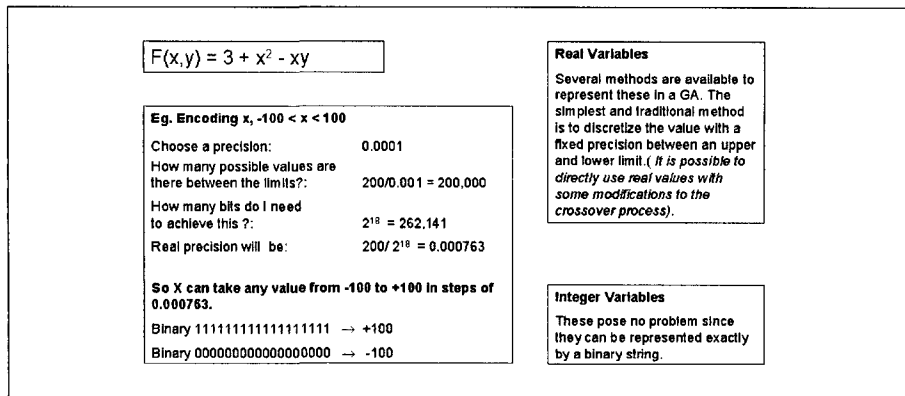 F(x,y) = 3 + x² - xy
Eg. Encoding x, -100 < x < 100
Choose a precision: 0.0001
How many possible values are
there between the limits?: 200/0.001 = 200,000
How many bits do I need
to achieve this ?: 2¹⁸ = 262,141
Real precision will be: 200/ 2¹⁸ = 0.000763
So X can take any value from -100 to +100 in steps of
0.000763.
Binary 111111111111111111 → +100
Binary 000000000000000000 → -100
Real Variables
Several methods are available to
represent these in a GA. The
simplest and traditional method
is to discretize the value with a
fixed precision between an upper
and lower limit.( It is possible to
directly use real values with
some modifications to the
crossover process).
Integer Variables
These pose no problem since
they can be represented exactly
by a binary string.